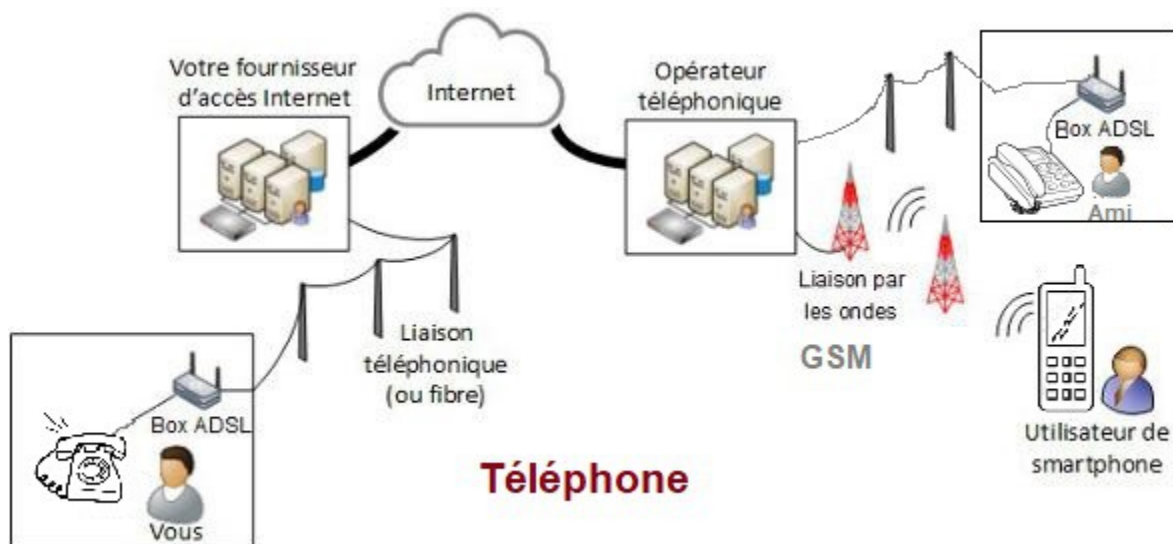 Votre fournisseur
d'accès Internet
Internet
Opérateur
téléphonique
Box ADSL
Ami
Liaison par
les ondes
GSM
Liaison
téléphonique
(ou fibre)
Box ADSL
Vous
Téléphone
Utilisateur de
smartphone